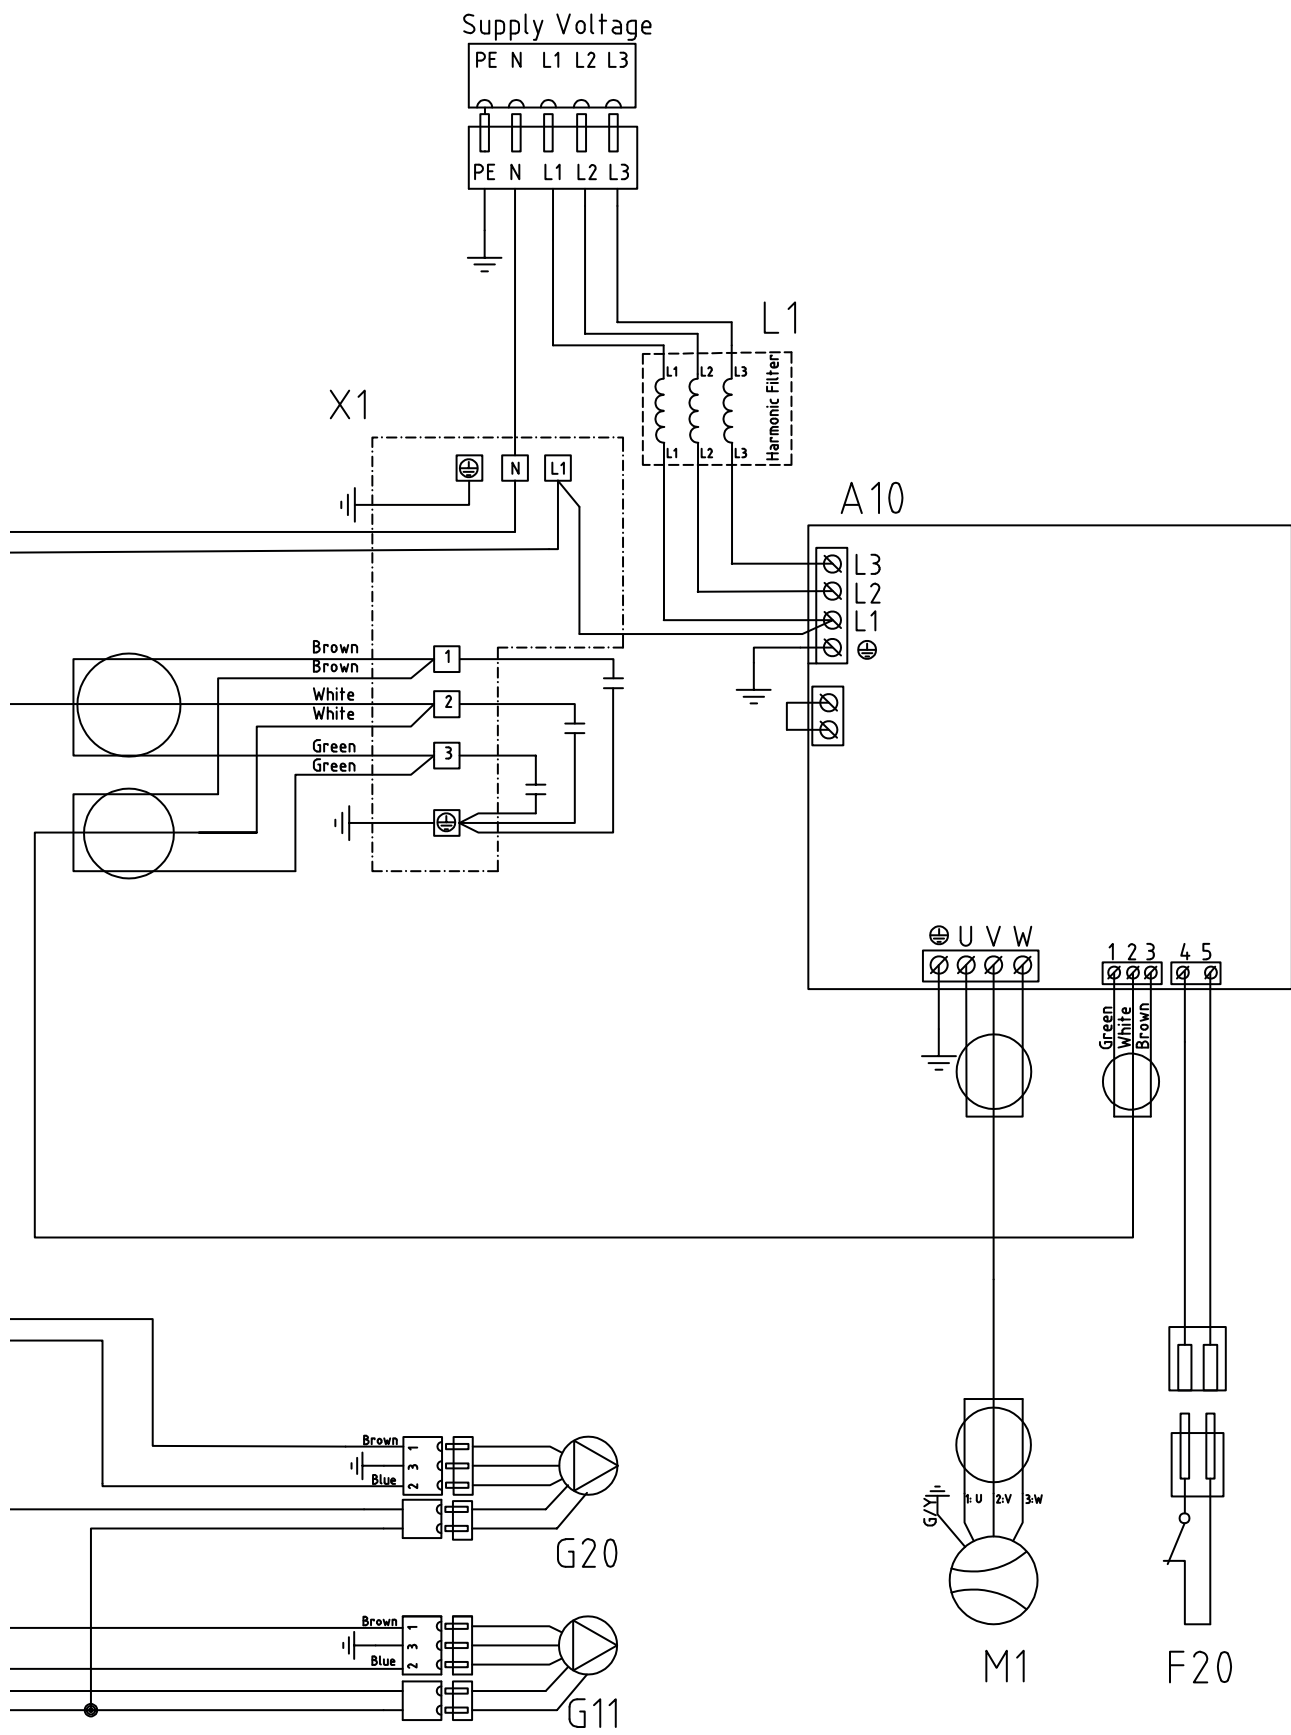 Supply Voltage
PE N L1 L2 L3
PE N L1 L2 L3
L1
L1 L2 L3
Harmonic Filter
L1 L2 L3
X1
N L1
A10
L3
L2
L1
Brown
Brown
1
White
White
2
Green
Green
3
U V W
1 2 3 4 5
Green
White
Brown
Brown
1
3
Blue
2
G20
G/Y
1: U 2:V 3:W
Brown
1
3
Blue
2
G11
M1
F20